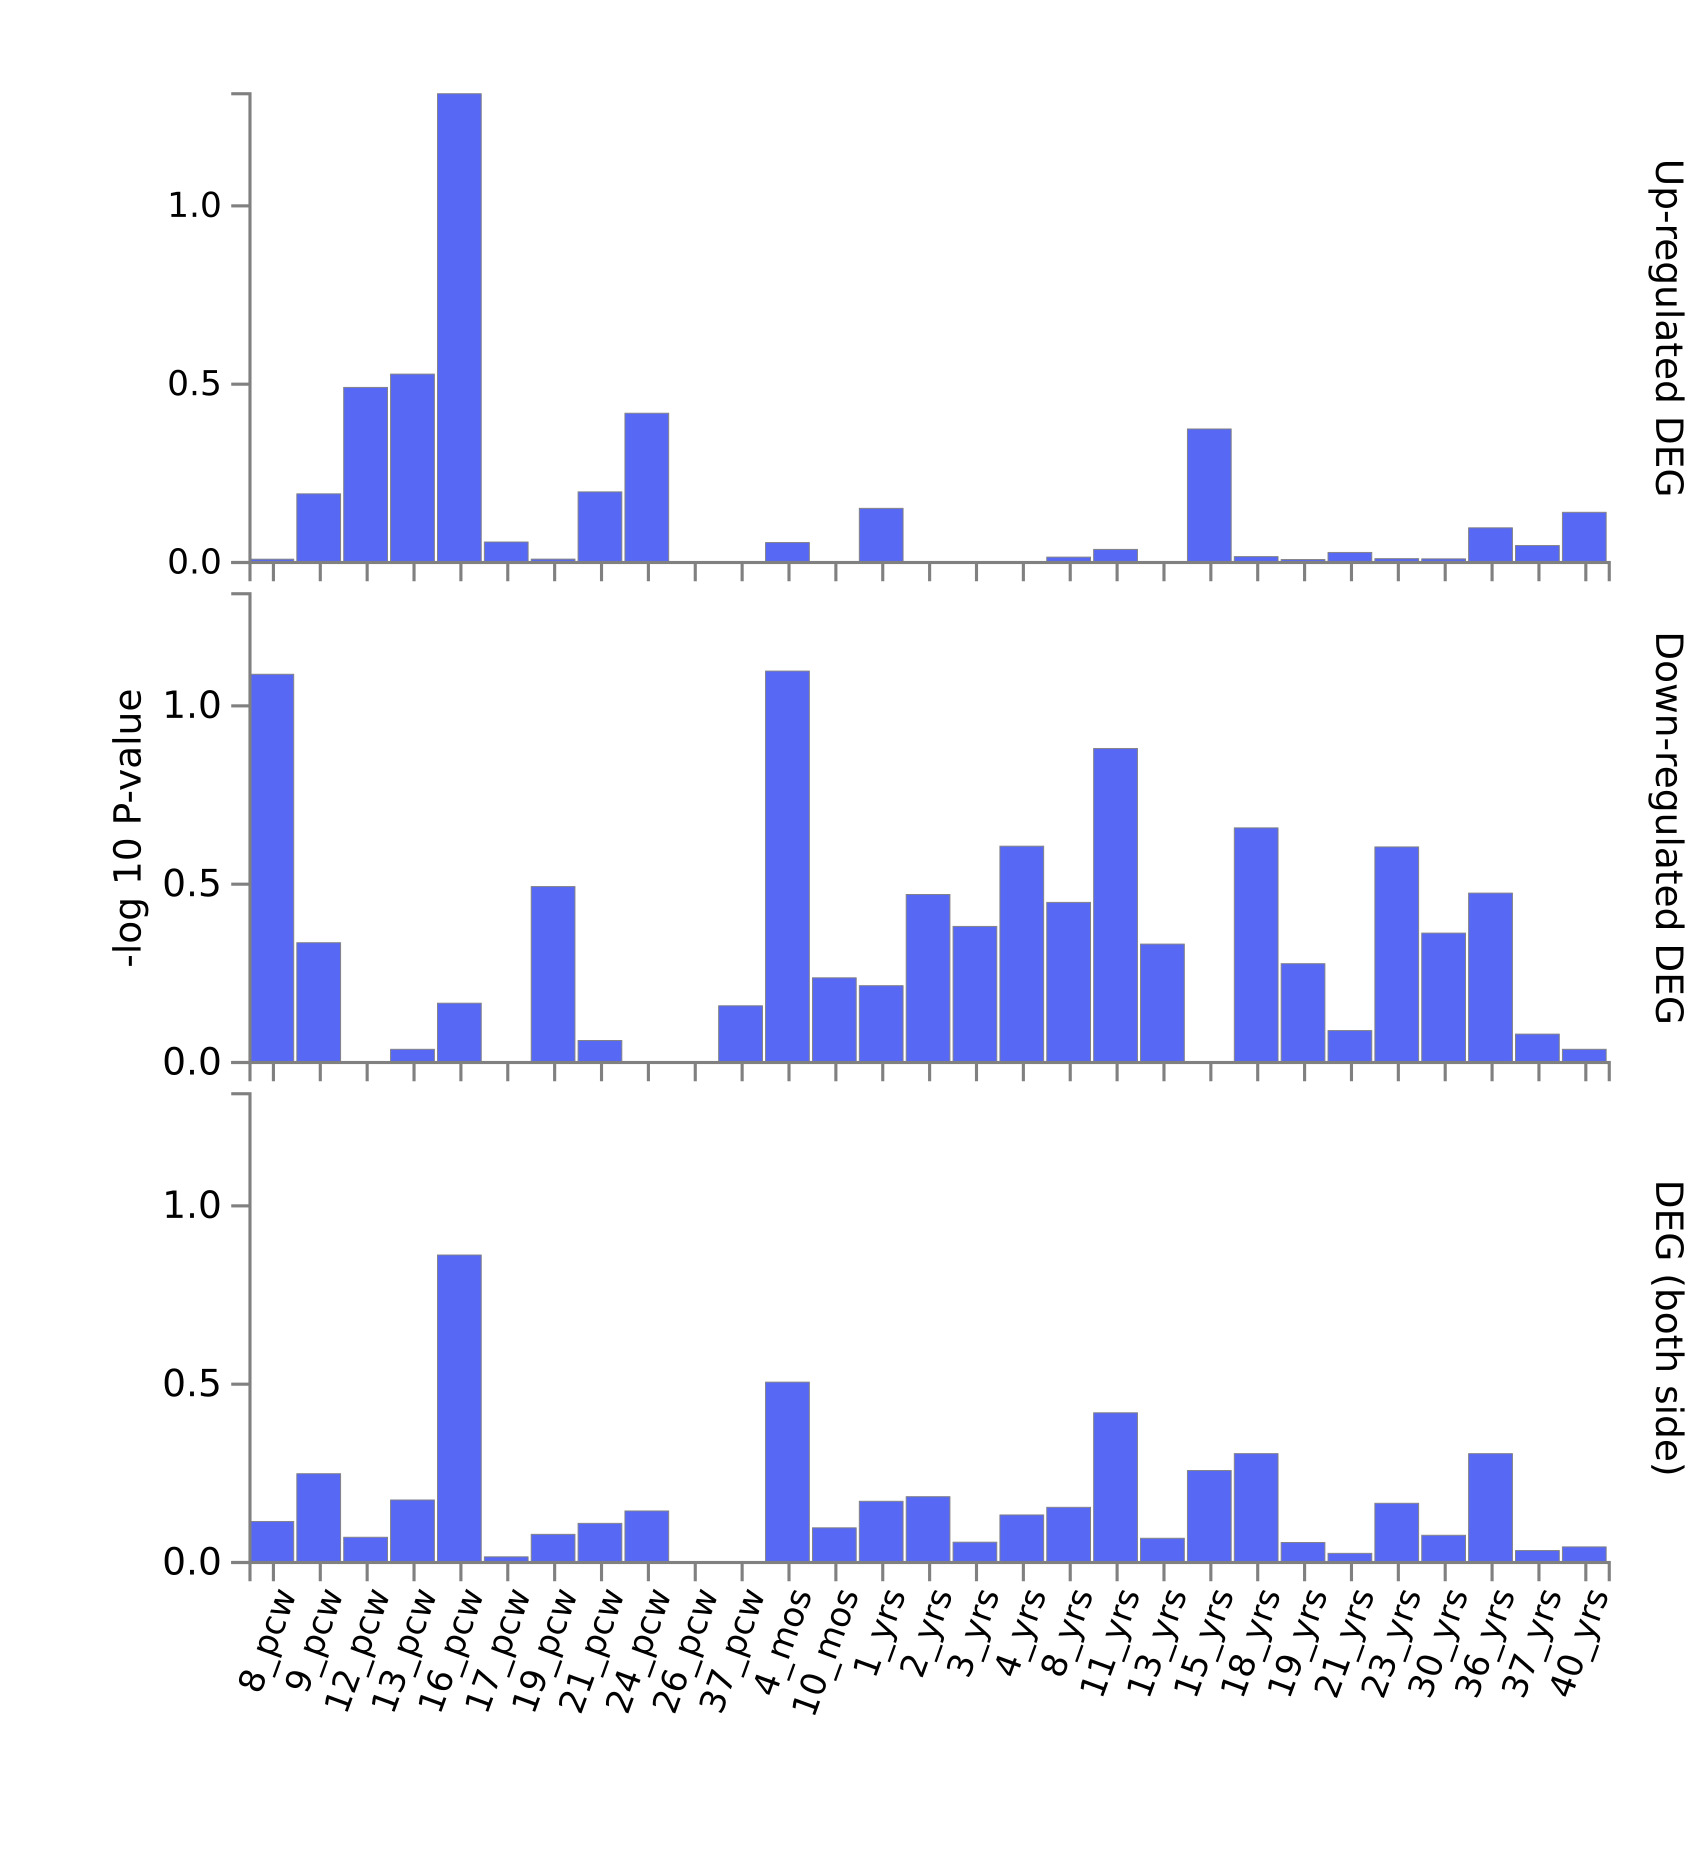 1.0
0.5
0.0
Up-regulated DEG
-log 10 P-value
1.0
0.5
0.0
Down-regulated DEG
1.0
0.5
0.0
DEG (both side)
8_pcw
9_pcw
12_pcw
13_pcw
16_pcw
17_pcw
19_pcw
21_pcw
24_pcw
26_pcw
37_pcw
4_mos
10_mos
1_yrs
2_yrs
3_yrs
4_yrs
8_yrs
11_yrs
13_yrs
15_yrs
18_yrs
19_yrs
21_yrs
23_yrs
30_yrs
36_yrs
37_yrs
40_yrs